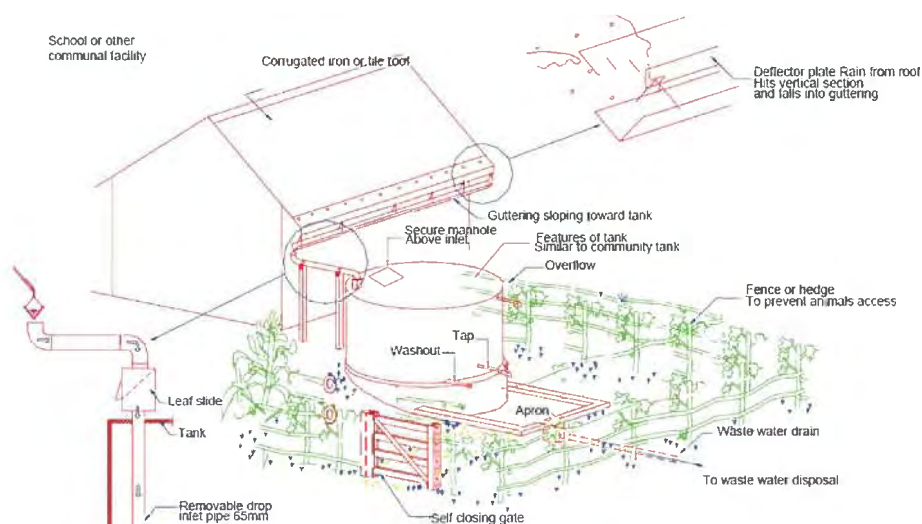 School or other
communal facility
Corrugated iron or tile roof
Deflector plate Rain from roof
Hits vertical section
and falls into guttering
Guttering sloping toward tank
Secure manhole
Above inlet
Features of tank
Similar to community tank
Overflow
Fence or hedge
To prevent animals access
Tap
Washout
Leaf slide
Apron
Tank
Waste water drain
To waste water disposal
Removable drop
inlet pipe 65mm
Self closing gate